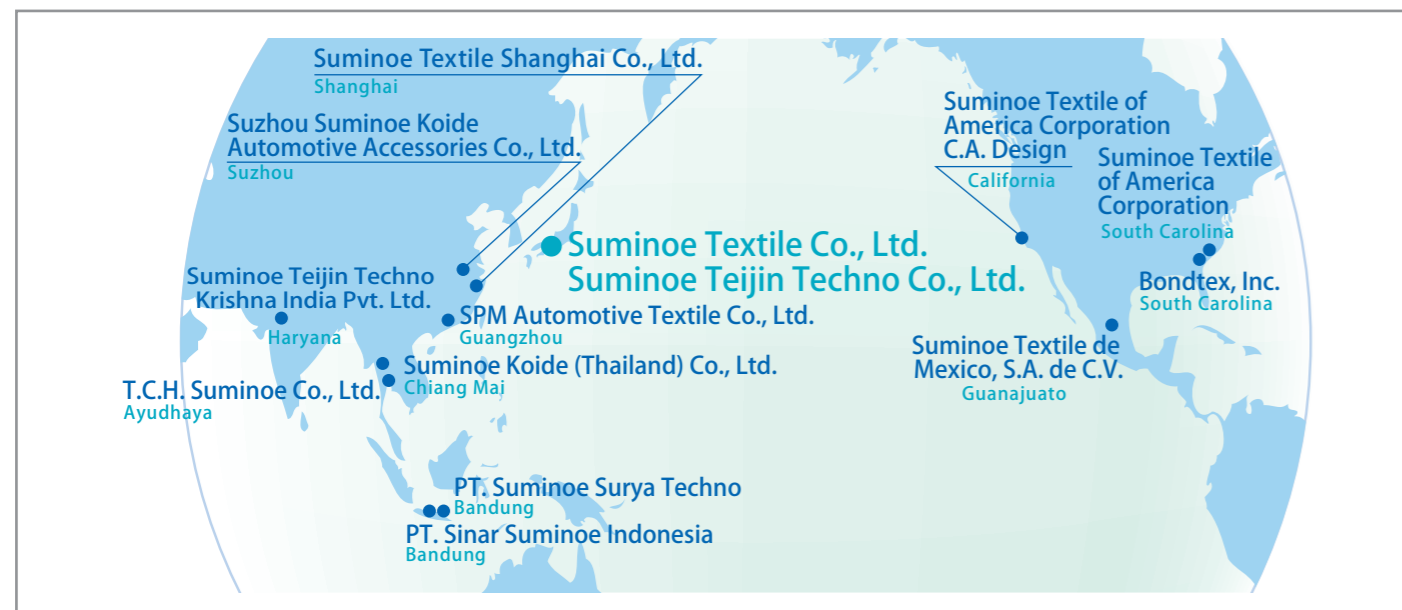 Suminoe Textile Shanghai Co., Ltd.
Shanghai
Suzhou Suminoe Koide
Automotive Accessories Co., Ltd.
Suzhou
Suminoe Textile of
America Corporation
C.A. Design
California
Suminoe Textile
of America
Corporation
South Carolina
Suminoe Textile Co., Ltd.
Suminoe Teijin Techno Co., Ltd.
Bondtex, Inc.
South Carolina
Suminoe Teijin Techno
Krishna India Pvt. Ltd.
Haryana
SPM Automotive Textile Co., Ltd.
Guangzhou
Suminoe Textile de
Mexico, S.A. de C.V.
Guanajuato
Suminoe Koide (Thailand) Co., Ltd.
Chiang Mai
T.C.H. Suminoe Co., Ltd.
Ayudhaya
PT. Suminoe Surya Techno
Bandung
PT. Sinar Suminoe Indonesia
Bandung